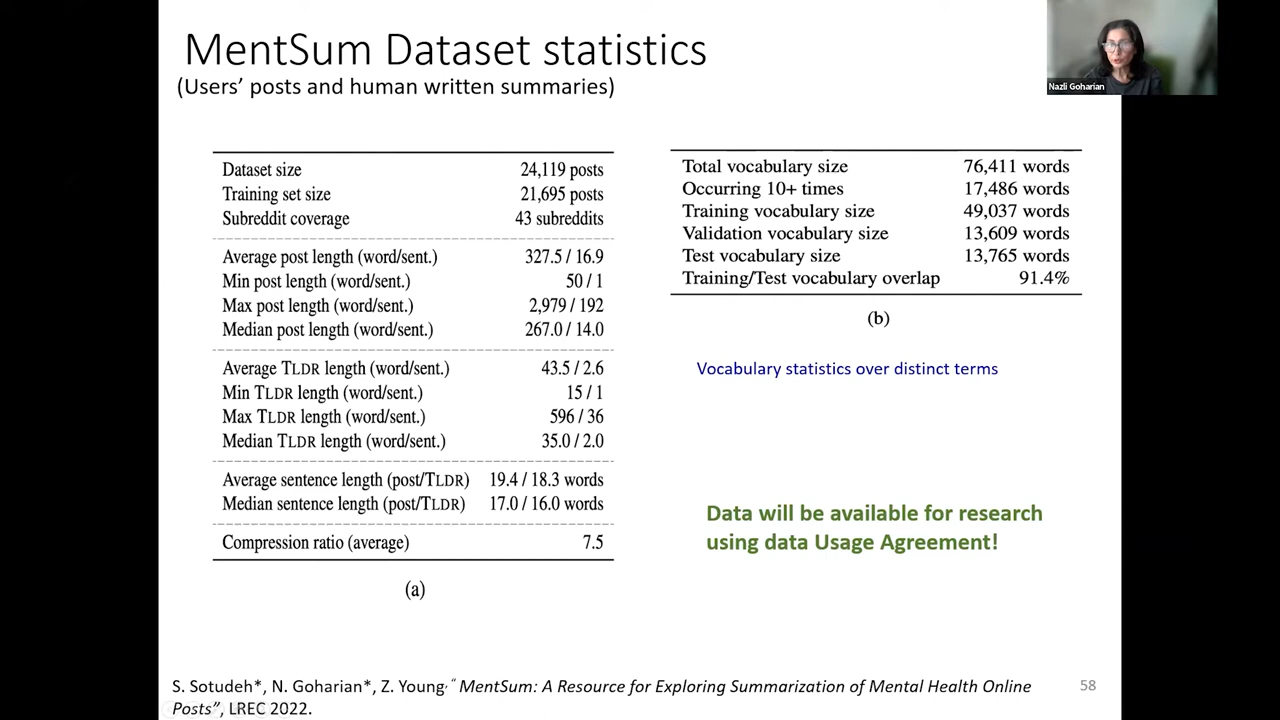 MentSum Dataset statistics
(Users' posts and human written summaries)
Nazli Goharian
Dataset size 24,119 posts
Training set size 21,695 posts
Subreddit coverage 43 subreddits
Average post length (word/sent.) 327.5 / 16.9
Min post length (word/sent.) 50 / 1
Max post length (word/sent.) 2,979 / 192
Median post length (word/sent.) 267.0 / 14.0
Average TLDR length (word/sent.) 43.5 / 2.6
Min TLDR length (word/sent.) 15 / 1
Max TLDR length (word/sent.) 596 / 36
Median TLDR length (word/sent.) 35.0 / 2.0
Average sentence length (post/TLDR) 19.4 / 18.3 words
Median sentence length (post/TLDR) 17.0 / 16.0 words
Compression ratio (average) 7.5
(a)
Total vocabulary size 76,411 words
Occurring 10+ times 17,486 words
Training vocabulary size 49,037 words
Validation vocabulary size 13,609 words
Test vocabulary size 13,765 words
Training/Test vocabulary overlap 91.4%
(b)
Vocabulary statistics over distinct terms
Data will be available for research
using data Usage Agreement!
S. Sotudeh*, N. Goharian*, Z. Young, “ MentSum: A Resource for Exploring Summarization of Mental Health Online
Posts”, LREC 2022.
58